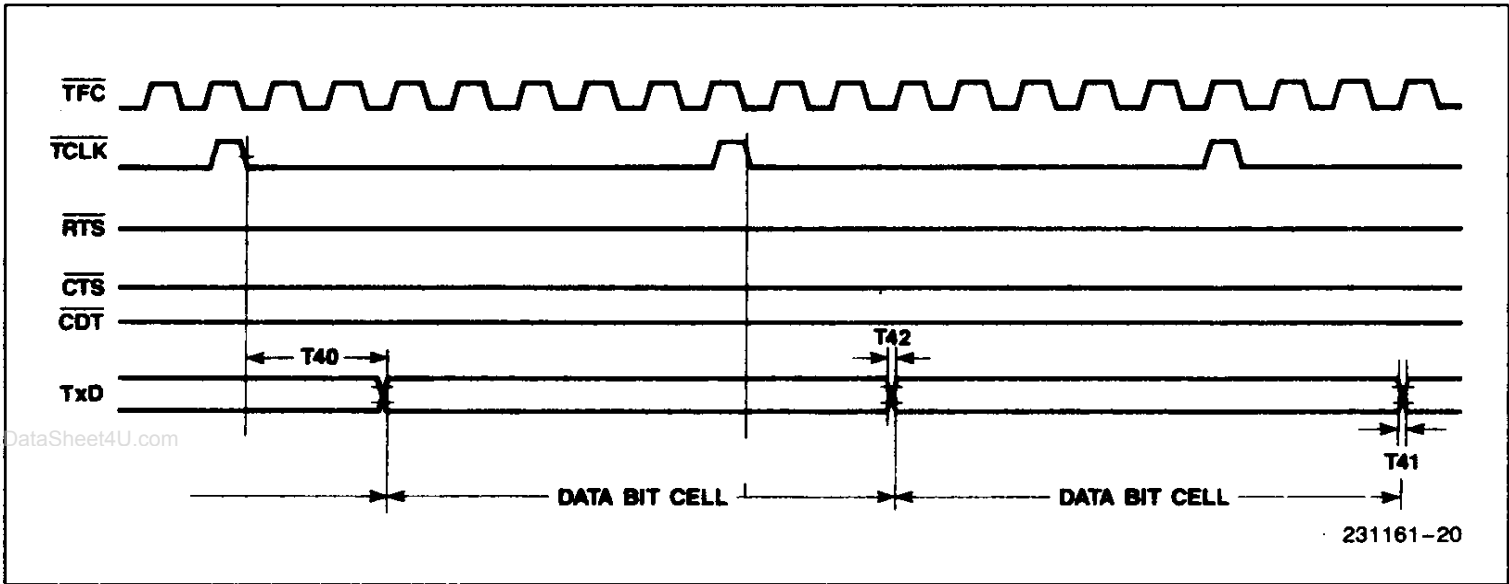 TFC
TCLK
RTS
CTS
CDT
T42
T40
TxD
DataSheet4U.com
T41
DATA BIT CELL
DATA BIT CELL
231161-20